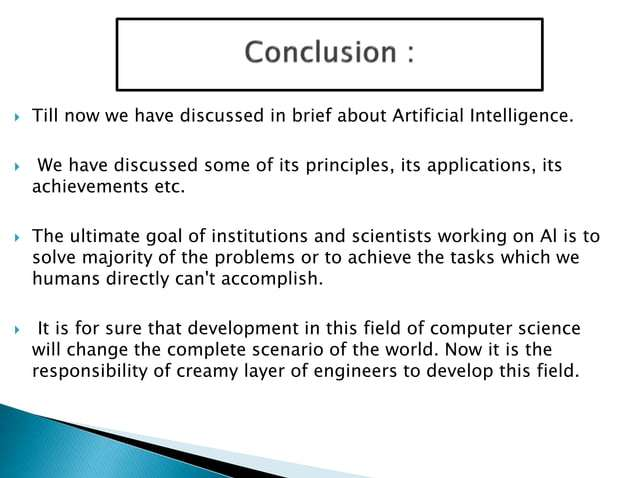 Conclusion :
Till now we have discussed in brief about Artificial Intelligence.
We have discussed some of its principles, its applications, its
achievements etc.
The ultimate goal of institutions and scientists working on Al is to
solve majority of the problems or to achieve the tasks which we
humans directly can't accomplish.
It is for sure that development in this field of computer science
will change the complete scenario of the world. Now it is the
responsibility of creamy layer of engineers to develop this field.